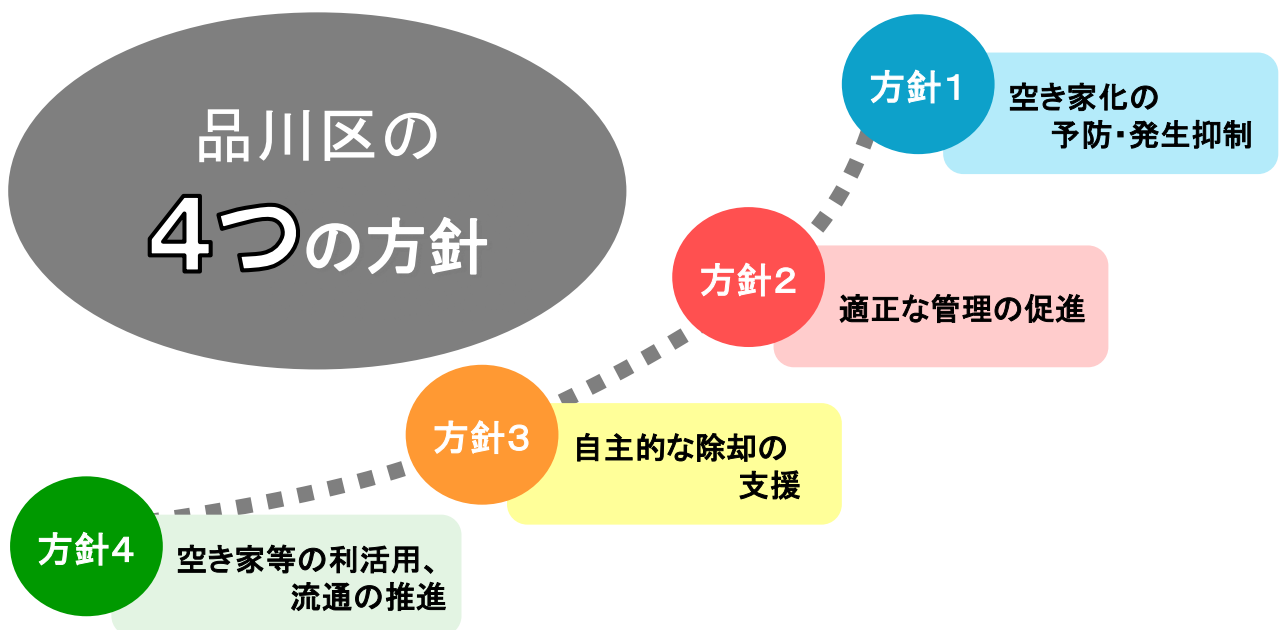 品川区の
4つの方針
方針1
空き家化の
予防・発生抑制
方針2
適正な管理の促進
方針3
自主的な除却の
支援
方針4
空き家等の利活用、
流通の推進